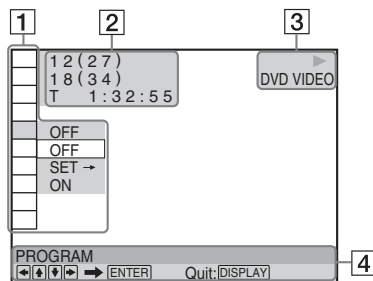 1
2
3
12(27)
18(34)
T 1:32:55
DVD VIDEO
OFF
OFF
SET →
ON
PROGRAM
← ↑ ↓ → ➡ ENTER Quit: DISPLAY
4